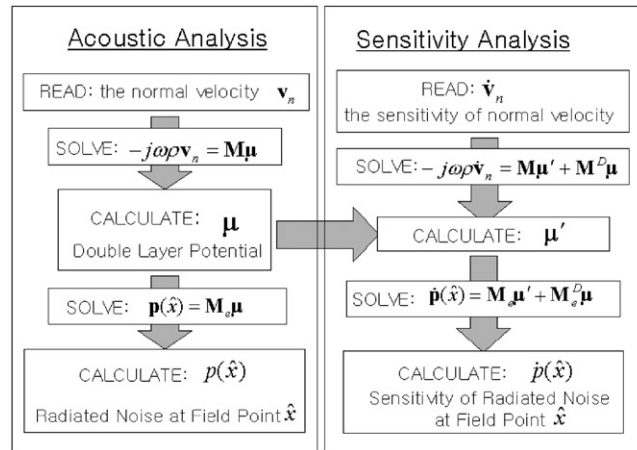 Acoustic Analysis
READ: the normal velocity vₙ
SOLVE: −jωρvₙ = Mμ
CALCULATE: μ
Double Layer Potential
SOLVE: p(x̂) = Mₑμ
CALCULATE: p(x̂)
Radiated Noise at Field Point x̂
Sensitivity Analysis
READ: v̇ₙ
the sensitivity of normal velocity
SOLVE: −jωρv̇ₙ = Mμ′ + Mᴰμ
CALCULATE: μ′
SOLVE: ṗ(x̂) = Mₑμ′ + Mₑᴰμ
CALCULATE: ṗ(x̂)
Sensitivity of Radiated Noise
at Field Point x̂